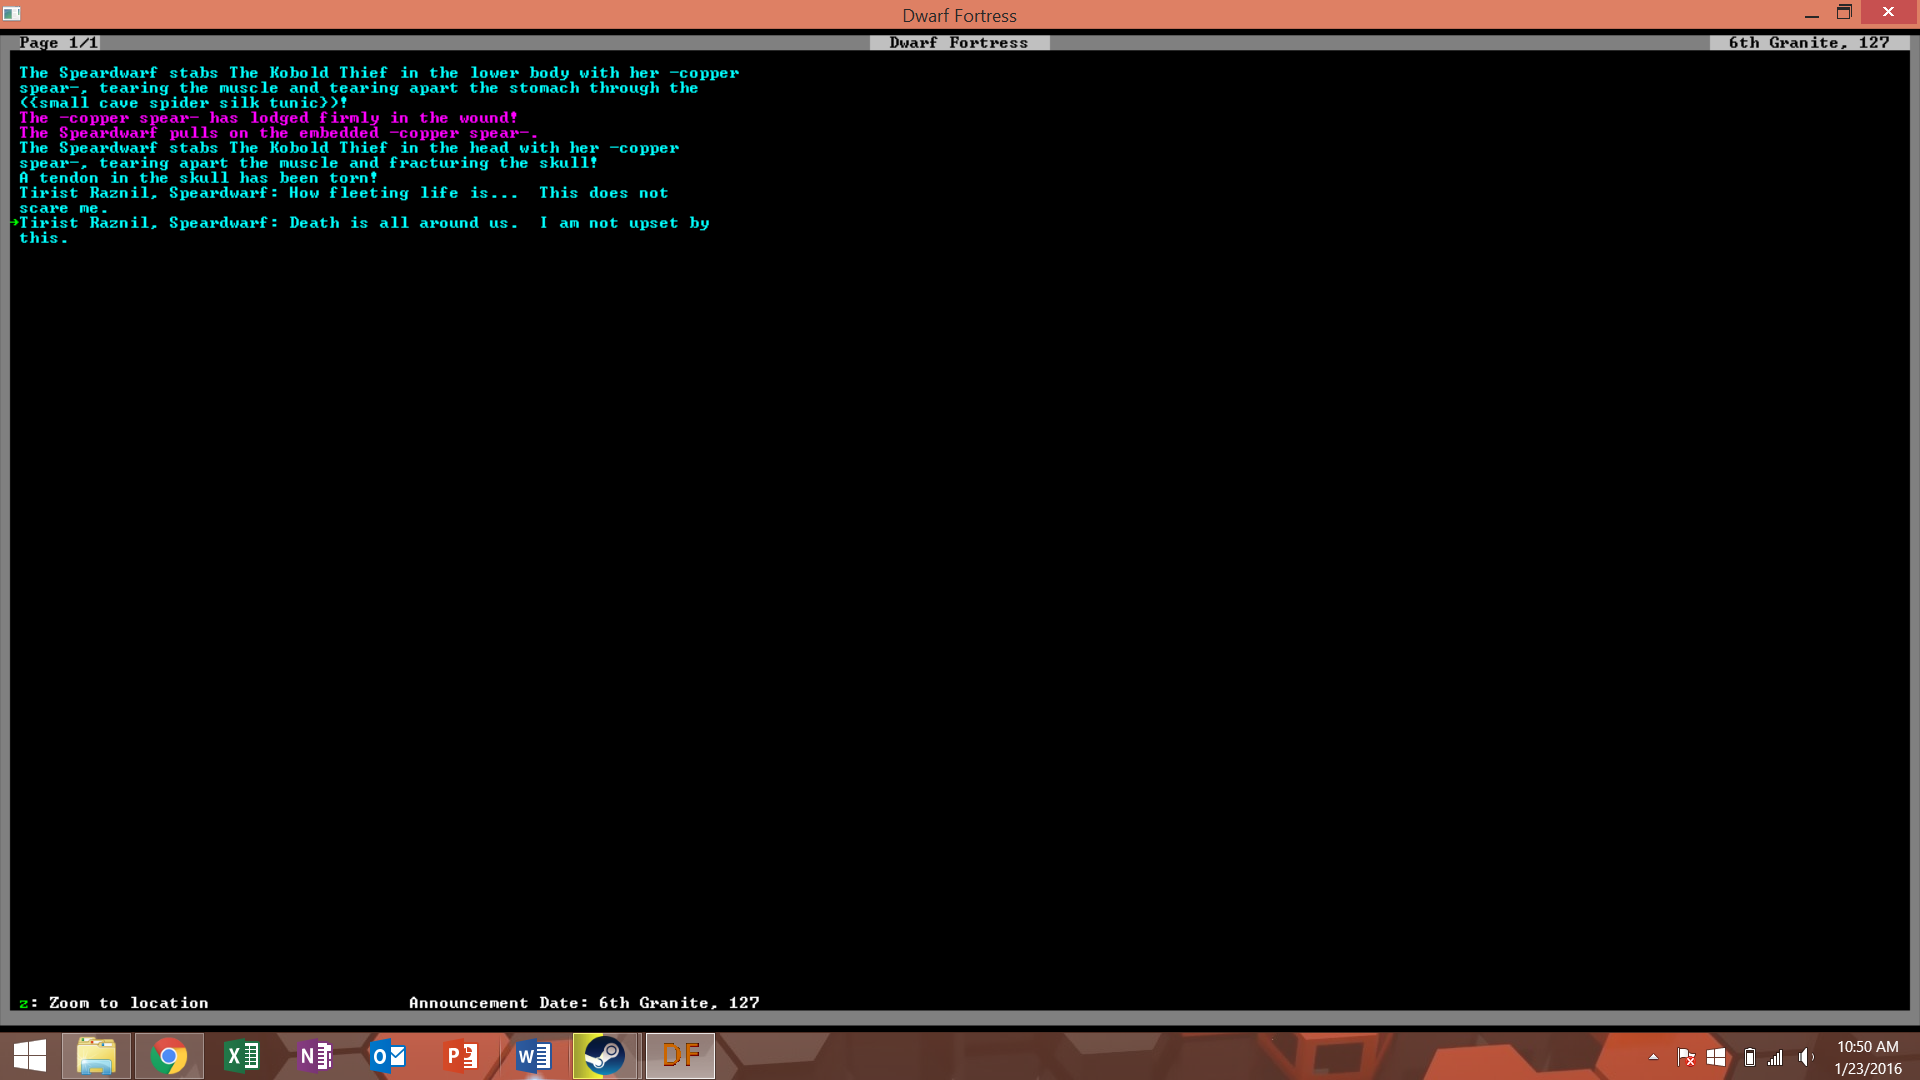 Dwarf Fortress
Page 1/1 Dwarf Fortress 6th Granite, 127
The Speardwarf stabs The Kobold Thief in the lower body with her -copper
spear-, tearing the muscle and tearing apart the stomach through the
({small cave spider silk tunic})!
The -copper spear- has lodged firmly in the wound!
The Speardwarf pulls on the embedded -copper spear-.
The Speardwarf stabs The Kobold Thief in the head with her -copper
spear-, tearing apart the muscle and fracturing the skull!
A tendon in the skull has been torn!
Tirist Raznil, Speardwarf: How fleeting life is...  This does not
scare me.
→Tirist Raznil, Speardwarf: Death is all around us.  I am not upset by
this.
z: Zoom to location Announcement Date: 6th Granite, 127
X N O P W DF
10:50 AM
1/23/2016